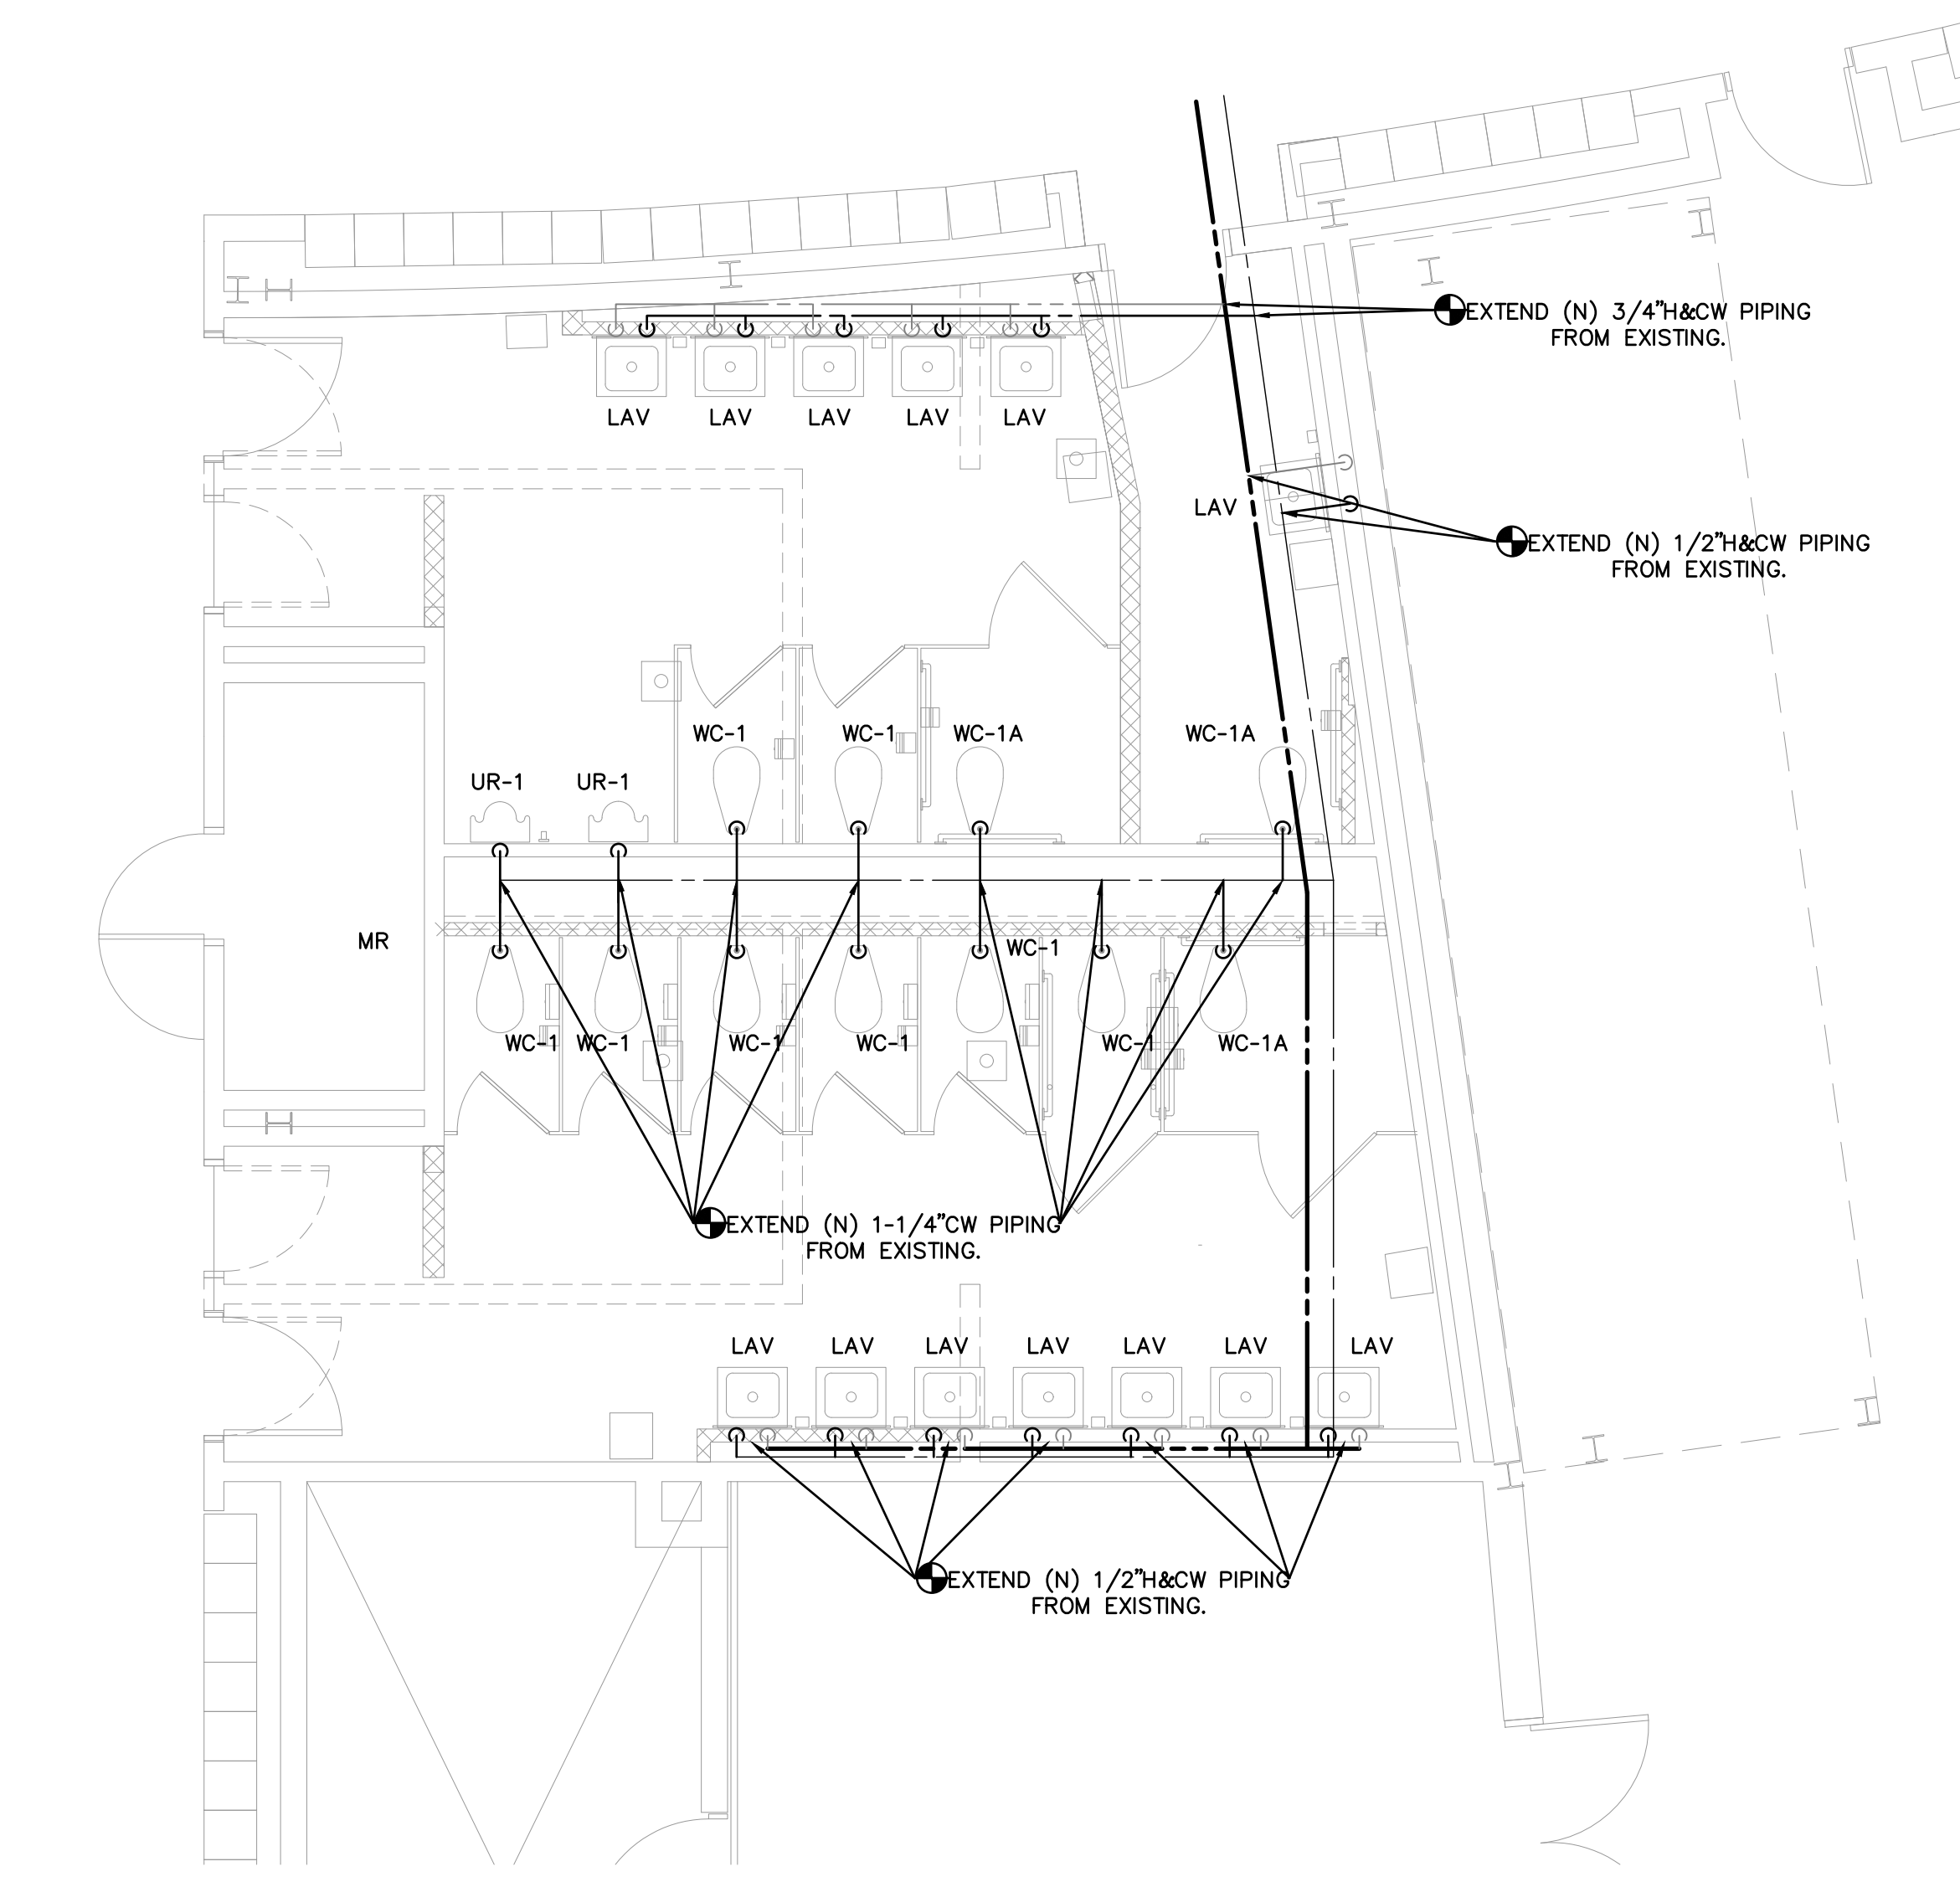 EXTEND (N) 3/4"H&CW PIPING
FROM EXISTING.
LAV LAV LAV LAV LAV
LAV
EXTEND (N) 1/2"H&CW PIPING
FROM EXISTING.
WC-1 WC-1 WC-1A WC-1A
UR-1 UR-1
MR
WC-1
WC-1 WC-1 WC-1 WC-1 WC-1 WC-1A
EXTEND (N) 1-1/4"CW PIPING
FROM EXISTING.
LAV LAV LAV LAV LAV LAV LAV
EXTEND (N) 1/2"H&CW PIPING
FROM EXISTING.